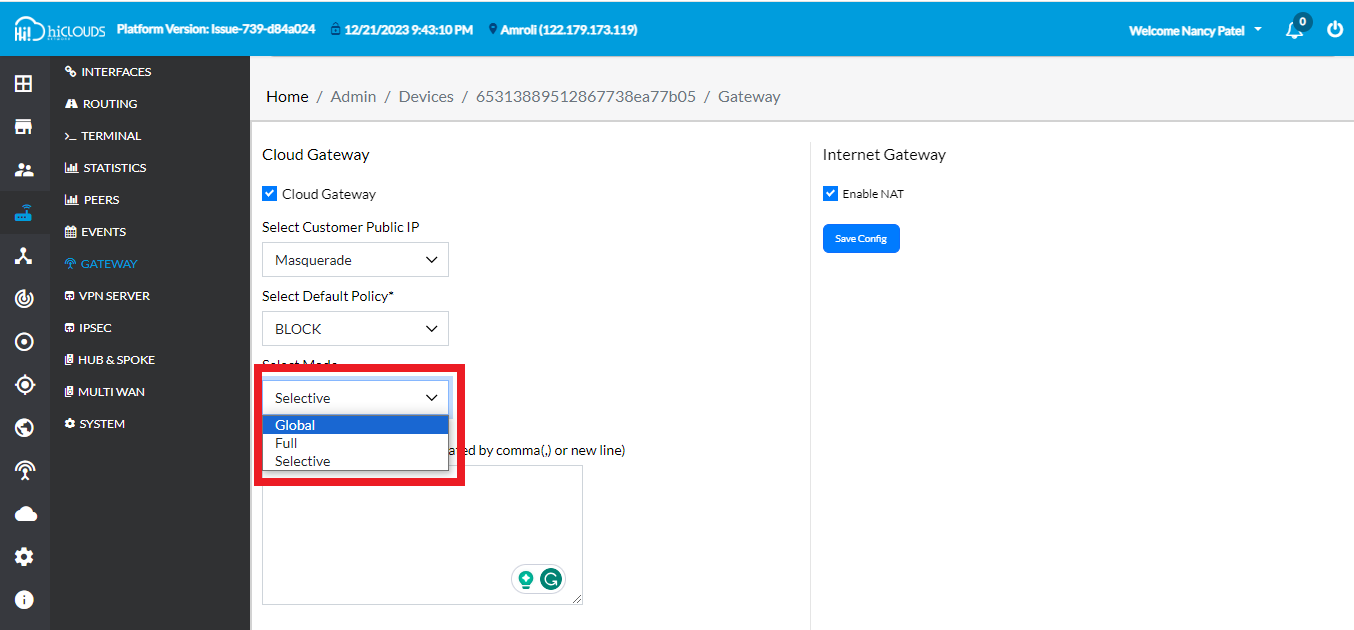 hiCLOUDS
NETWORK
Platform Version: Issue-739-d84a024
12/21/2023 9:43:10 PM
Amroli (122.179.173.119)
Welcome Nancy Patel
0
INTERFACES
ROUTING
TERMINAL
STATISTICS
PEERS
EVENTS
GATEWAY
VPN SERVER
IPSEC
HUB & SPOKE
MULTI WAN
SYSTEM
Home / Admin / Devices / 65313889512867738ea77b05 / Gateway
Cloud Gateway
Cloud Gateway
Select Customer Public IP
Masquerade
Select Default Policy*
BLOCK
Select Mode
Selective
Global
Full
Selective
ated by comma(,) or new line)
Internet Gateway
Enable NAT
Save Config